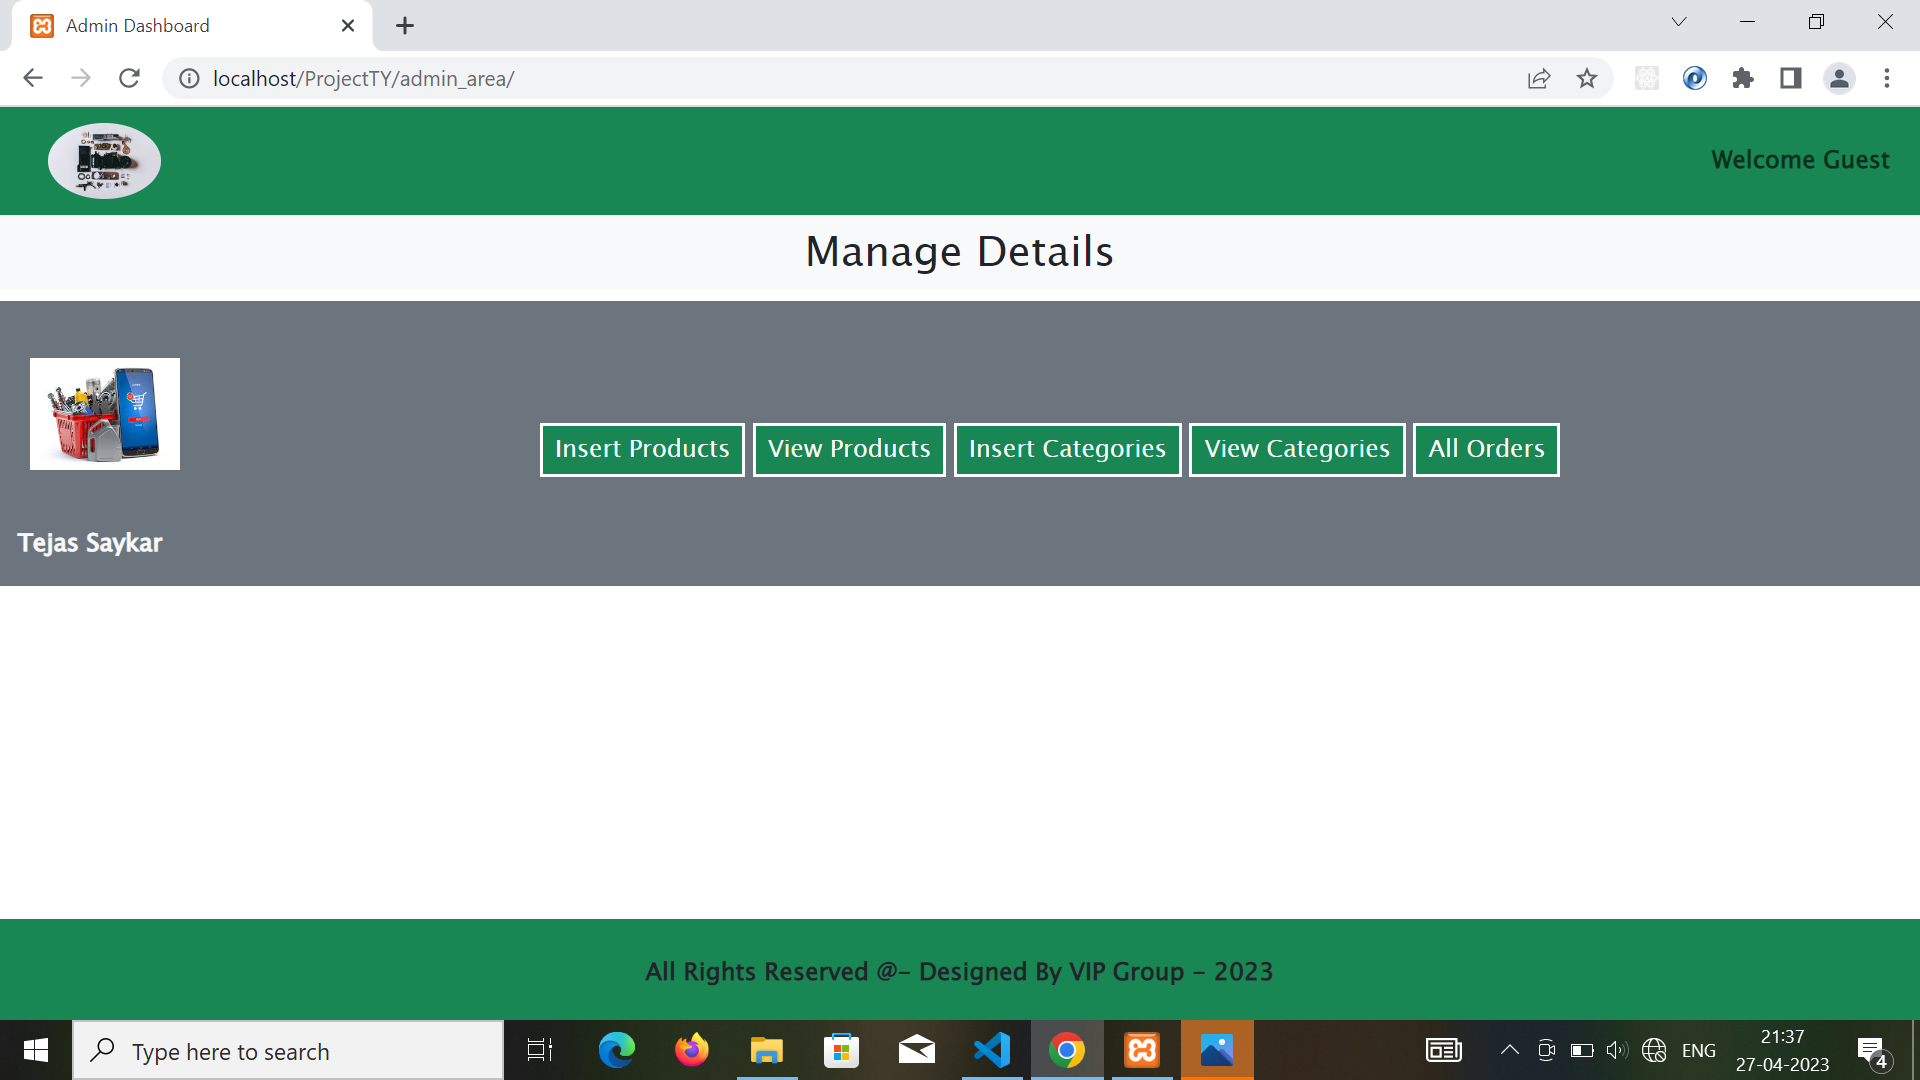 Admin Dashboard
localhost/ProjectTY/admin_area/
Welcome Guest
Manage Details
Insert Products View Products Insert Categories View Categories All Orders
Tejas Saykar
All Rights Reserved @- Designed By VIP Group - 2023
Type here to search
ENG
21:37
27-04-2023
4